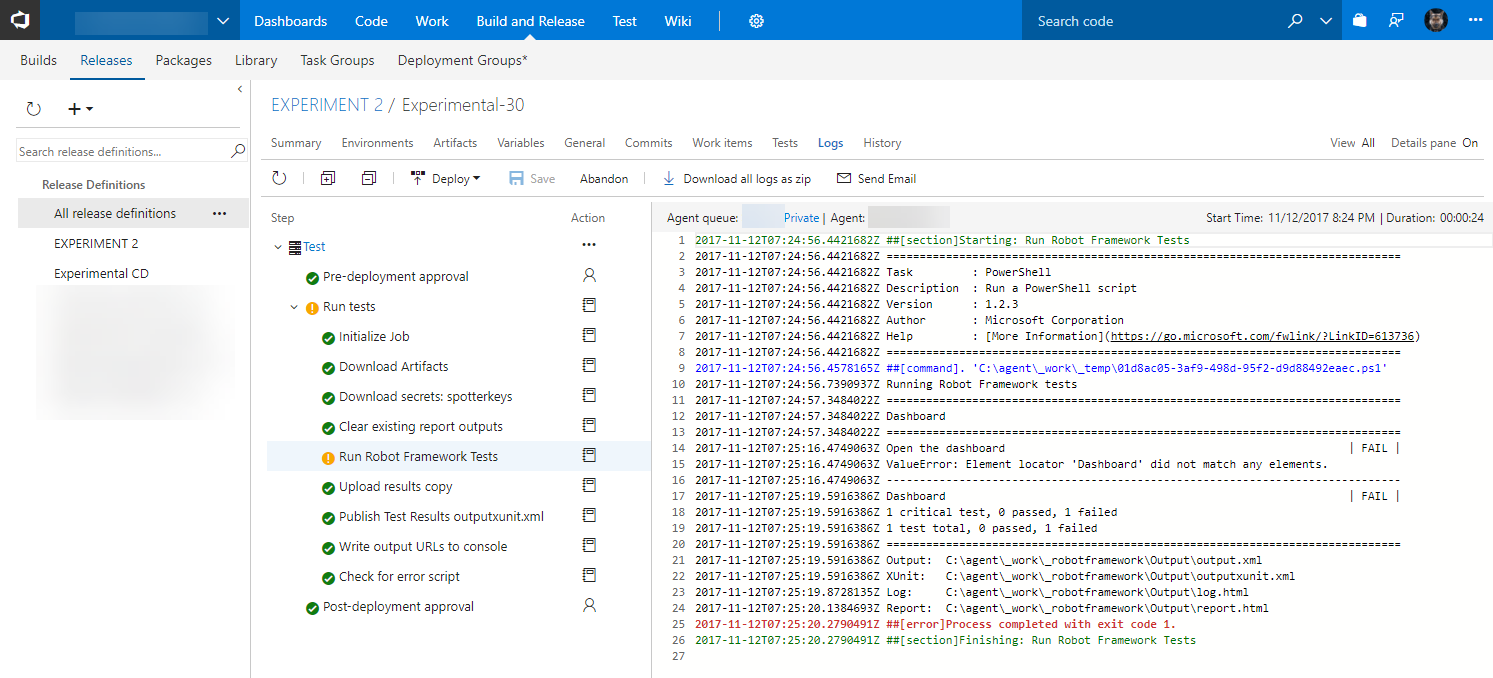 Dashboards Code Work Build and Release Test Wiki Search code
Builds Releases Packages Library Task Groups Deployment Groups*
EXPERIMENT 2 / Experimental-30
Summary Environments Artifacts Variables General Commits Work items Tests Logs History View All Details pane On
Search release definitions...
Deploy Save Abandon Download all logs as zip Send Email
Release Definitions
All release definitions ...
EXPERIMENT 2
Experimental CD
Step Action
Test ...
Pre-deployment approval
Run tests
Initialize Job
Download Artifacts
Download secrets: spotterkeys
Clear existing report outputs
Run Robot Framework Tests
Upload results copy
Publish Test Results outputxunit.xml
Write output URLs to console
Check for error script
Post-deployment approval
Agent queue: Private | Agent: Start Time: 11/12/2017 8:24 PM | Duration: 00:00:24
1 2017-11-12T07:24:56.4421682Z ##[section]Starting: Run Robot Framework Tests
2 2017-11-12T07:24:56.4421682Z ==============================================================================
3 2017-11-12T07:24:56.4421682Z Task : PowerShell
4 2017-11-12T07:24:56.4421682Z Description : Run a PowerShell script
5 2017-11-12T07:24:56.4421682Z Version : 1.2.3
6 2017-11-12T07:24:56.4421682Z Author : Microsoft Corporation
7 2017-11-12T07:24:56.4421682Z Help : [More Information](https://go.microsoft.com/fwlink/?LinkID=613736)
8 2017-11-12T07:24:56.4421682Z ==============================================================================
9 2017-11-12T07:24:56.4578165Z ##[command]. 'C:\agent\_work\_temp\01d8ac05-3af9-498d-95f2-d9d88492eaec.ps1'
10 2017-11-12T07:24:56.7390937Z Running Robot Framework tests
11 2017-11-12T07:24:57.3484022Z ==============================================================================
12 2017-11-12T07:24:57.3484022Z Dashboard
13 2017-11-12T07:24:57.3484022Z ==============================================================================
14 2017-11-12T07:25:16.4749063Z Open the dashboard | FAIL |
15 2017-11-12T07:25:16.4749063Z ValueError: Element locator 'Dashboard' did not match any elements.
16 2017-11-12T07:25:16.4749063Z ------------------------------------------------------------------------------
17 2017-11-12T07:25:19.5916386Z Dashboard | FAIL |
18 2017-11-12T07:25:19.5916386Z 1 critical test, 0 passed, 1 failed
19 2017-11-12T07:25:19.5916386Z 1 test total, 0 passed, 1 failed
20 2017-11-12T07:25:19.5916386Z ==============================================================================
21 2017-11-12T07:25:19.5916386Z Output: C:\agent\_work\_robotframework\Output\output.xml
22 2017-11-12T07:25:19.5916386Z XUnit: C:\agent\_work\_robotframework\Output\outputxunit.xml
23 2017-11-12T07:25:19.8728135Z Log: C:\agent\_work\_robotframework\Output\log.html
24 2017-11-12T07:25:20.1384693Z Report: C:\agent\_work\_robotframework\Output\report.html
25 2017-11-12T07:25:20.2790491Z ##[error]Process completed with exit code 1.
26 2017-11-12T07:25:20.2790491Z ##[section]Finishing: Run Robot Framework Tests
27